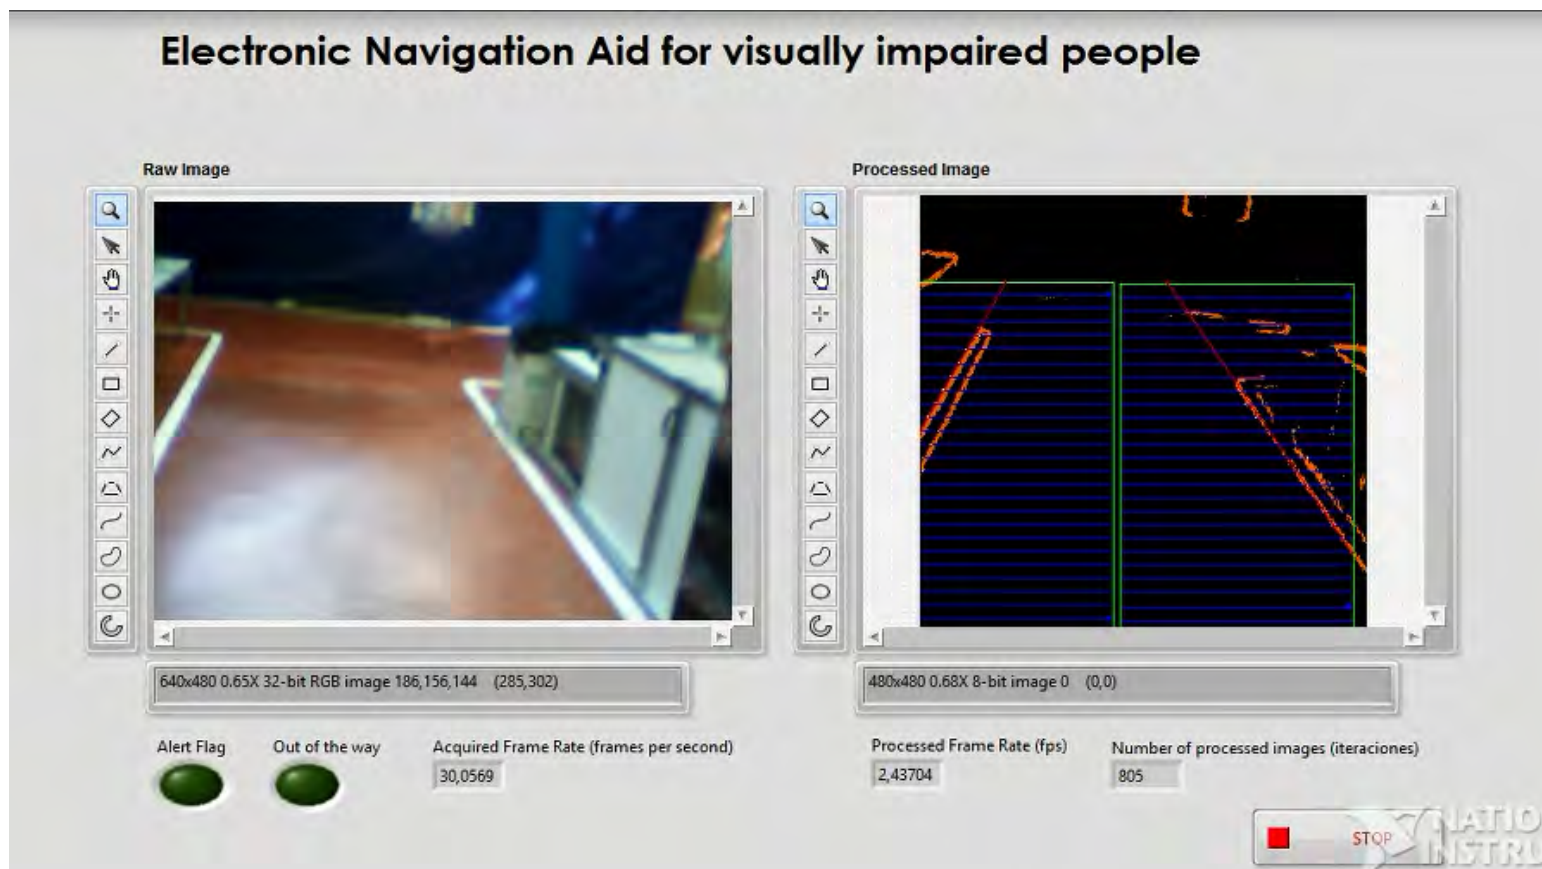 Electronic Navigation Aid for visually impaired people
Raw Image
Processed Image
640x480 0.65X 32-bit RGB image 186,156,144 (285,302)
480x480 0.68X 8-bit image 0 (0,0)
Alert Flag
Out of the way
Acquired Frame Rate (frames per second)
30,0569
Processed Frame Rate (fps)
2,43704
Number of processed images (iteraciones)
805
STOP
NATIO
INSTRU